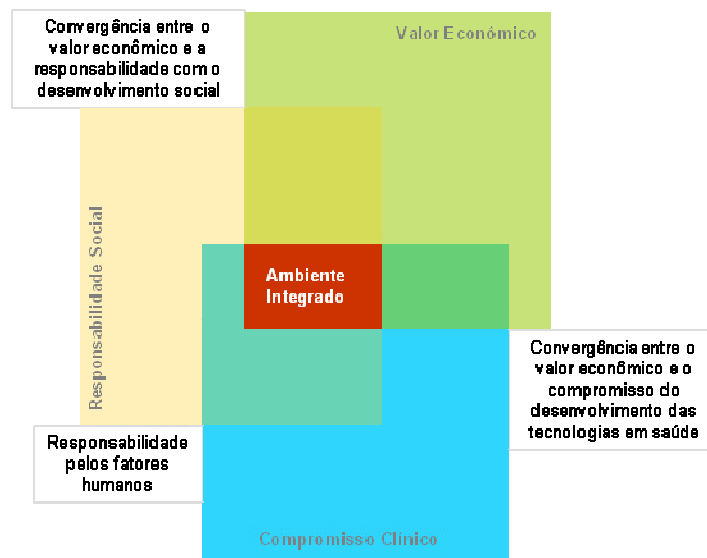 Convergência entre o
valor econômico e a
responsabilidade com o
desenvolvimento social
Valor Econômico
Responsabilidade Social
Ambiente
Integrado
Convergência entre o
valor econômico e o
compromisso do
desenvolvimento das
tecnologias em saúde
Responsabilidade
pelos fatores
humanos
Compromisso Clínico